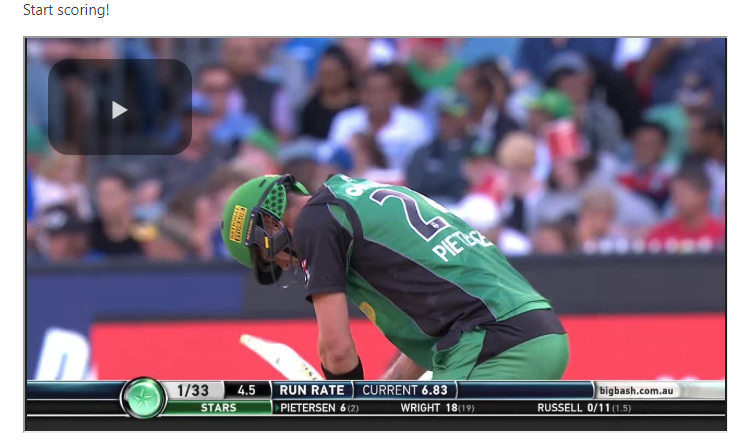 Start scoring!
PIET
1/33 4.5 RUN RATE CURRENT 6.83 bigbash.com.au
STARS PIETERSEN 6 (2) WRIGHT 18 (19) RUSSELL 0/11 (1.5)